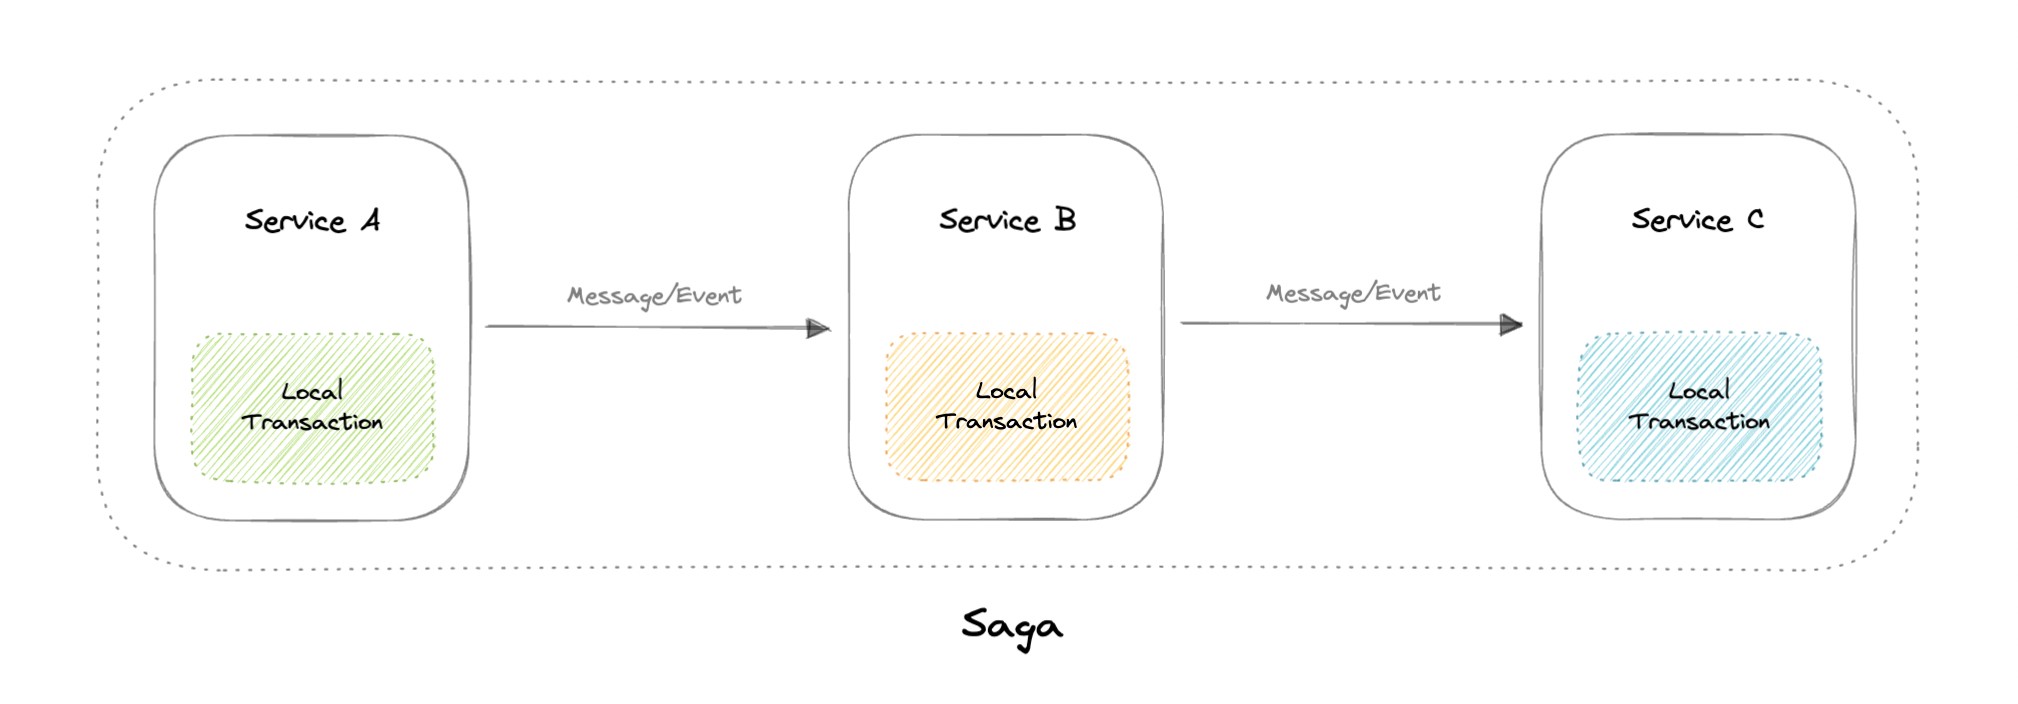 Service A
Service B
Service C
Message/Event
Message/Event
Local
Transaction
Local
Transaction
Local
Transaction
Saga